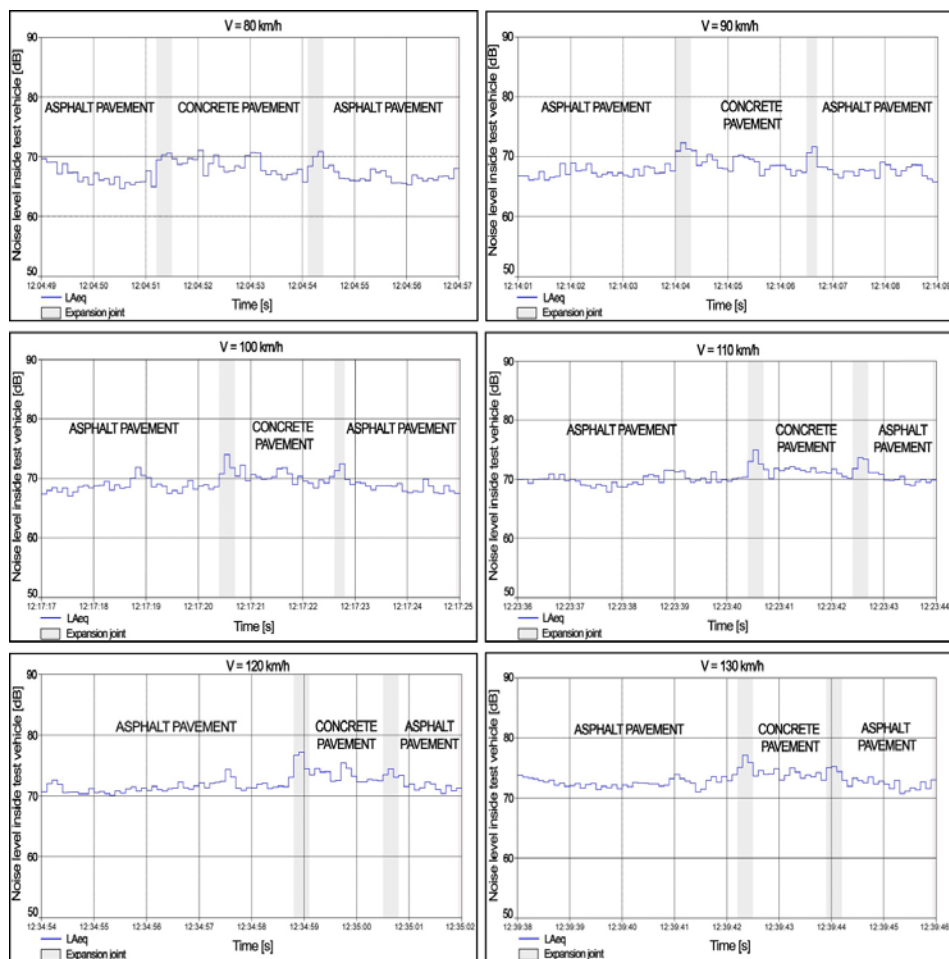 V = 80 km/h
Noise level inside test vehicle [dB]
90
80
70
60
50
ASPHALT PAVEMENT
CONCRETE PAVEMENT
ASPHALT PAVEMENT
12:04:49
12:04:50
12:04:51
12:04:52
12:04:53
12:04:54
12:04:55
12:04:56
12:04:57
LAeq
Time [s]
Expansion joint
V = 90 km/h
Noise level inside test vehicle [dB]
90
80
70
60
50
ASPHALT PAVEMENT
CONCRETE
PAVEMENT
ASPHALT PAVEMENT
12:14:01
12:14:02
12:14:03
12:14:04
12:14:05
12:14:06
12:14:07
12:14:08
12:14:09
LAeq
Time [s]
Expansion joint
V = 100 km/h
Noise level inside test vehicle [dB]
90
80
70
60
50
ASPHALT PAVEMENT
CONCRETE
PAVEMENT
ASPHALT PAVEMENT
12:17:17
12:17:18
12:17:19
12:17:20
12:17:21
12:17:22
12:17:23
12:17:24
12:17:25
LAeq
Time [s]
Expansion joint
V = 110 km/h
Noise level inside test vehicle [dB]
90
80
70
60
50
ASPHALT PAVEMENT
CONCRETE
PAVEMENT
ASPHALT
PAVEMENT
12:23:36
12:23:37
12:23:38
12:23:39
12:23:40
12:23:41
12:23:42
12:23:43
12:23:44
LAeq
Time [s]
Expansion joint
V = 120 km/h
Noise level inside test vehicle [dB]
90
80
70
60
50
ASPHALT PAVEMENT
CONCRETE
PAVEMENT
ASPHALT
PAVEMENT
12:34:54
12:34:55
12:34:56
12:34:57
12:34:58
12:34:59
12:35:00
12:35:01
12:35:02
LAeq
Time [s]
Expansion joint
V = 130 km/h
Noise level inside test vehicle [dB]
90
80
70
60
50
ASPHALT PAVEMENT
CONCRETE
PAVEMENT
ASPHALT
PAVEMENT
12:39:38
12:39:39
12:39:40
12:39:41
12:39:42
12:39:43
12:39:44
12:39:45
12:39:46
LAeq
Time [s]
Expansion joint